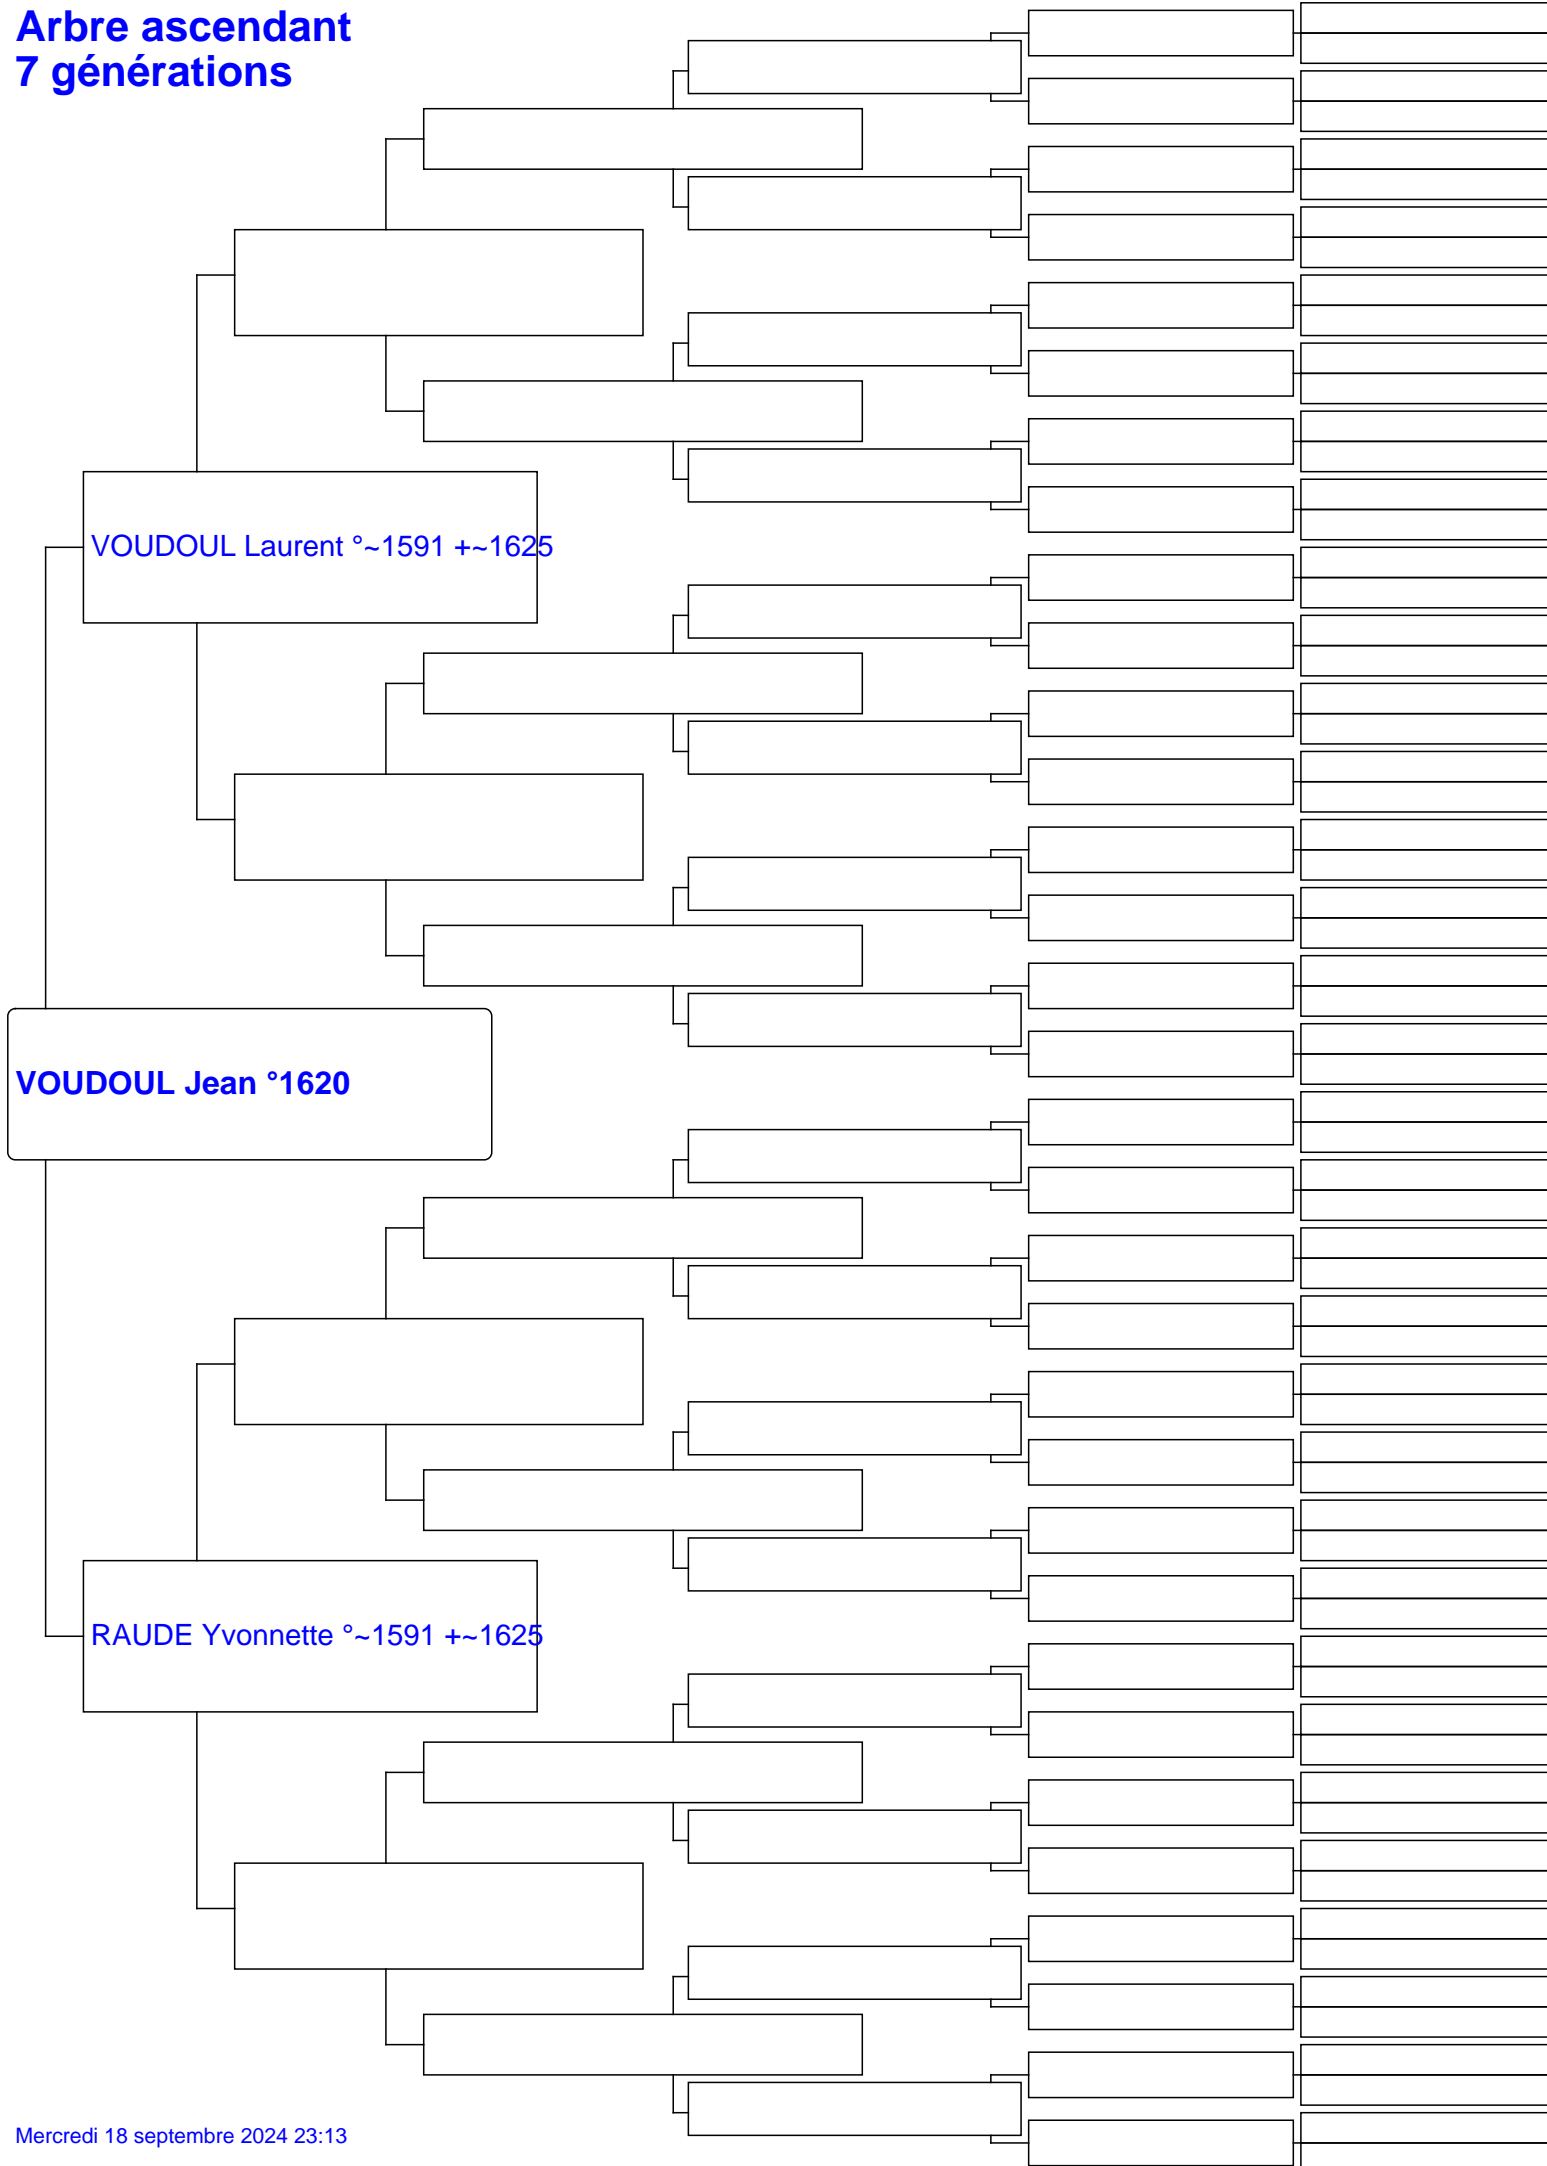 Arbre ascendant
7 générations
VOUDOUL Laurent °~1591 +~1625
VOUDOUL Jean °1620
RAUDE Yvonnette °~1591 +~1625
Mercredi 18 septembre 2024 23:13